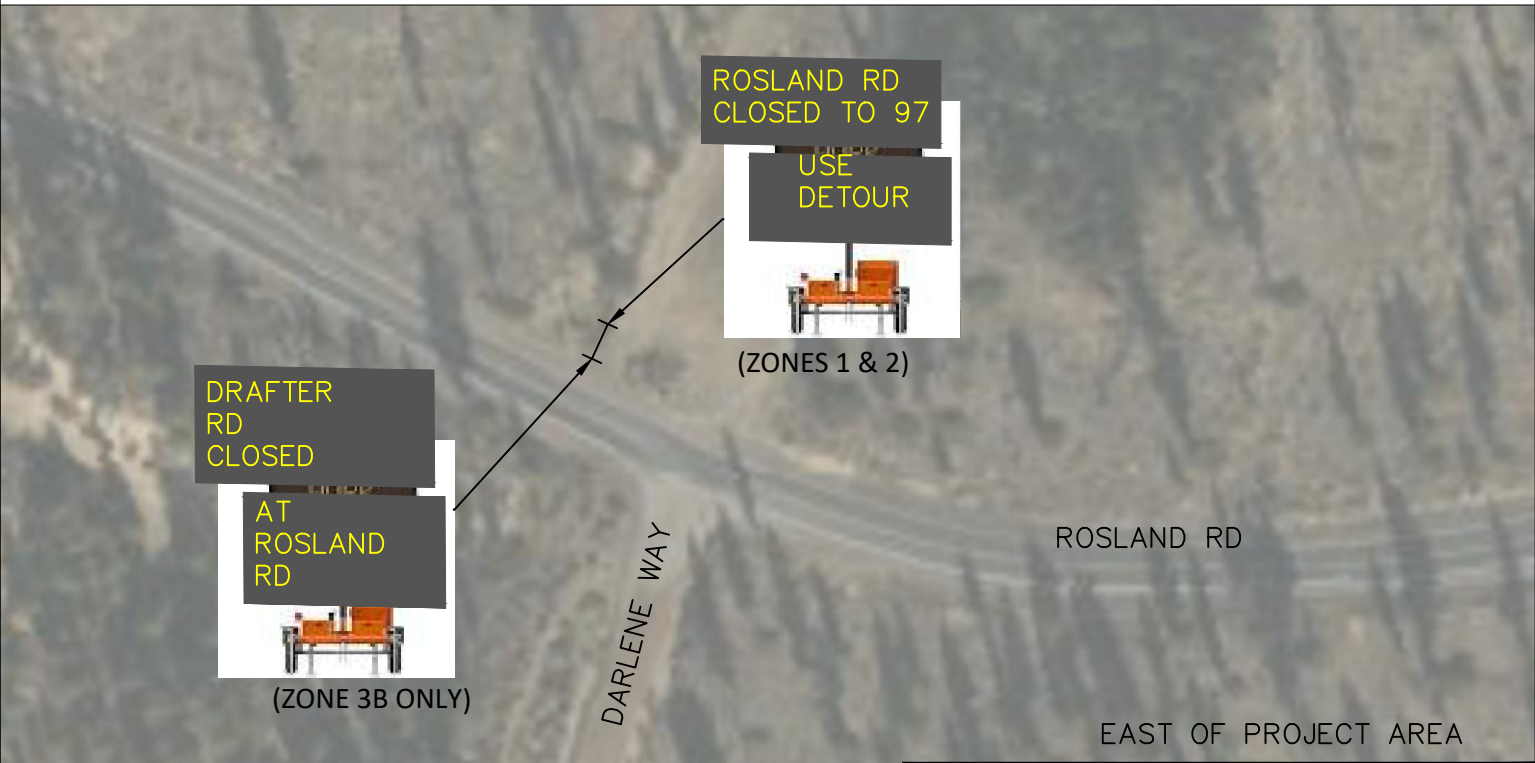 ROSLAND RD
CLOSED TO 97
USE
DETOUR
(ZONES 1 & 2)
DRAFTER
RD
CLOSED
AT
ROSLAND
RD
(ZONE 3B ONLY)
DARLENE WAY
ROSLAND RD
EAST OF PROJECT AREA